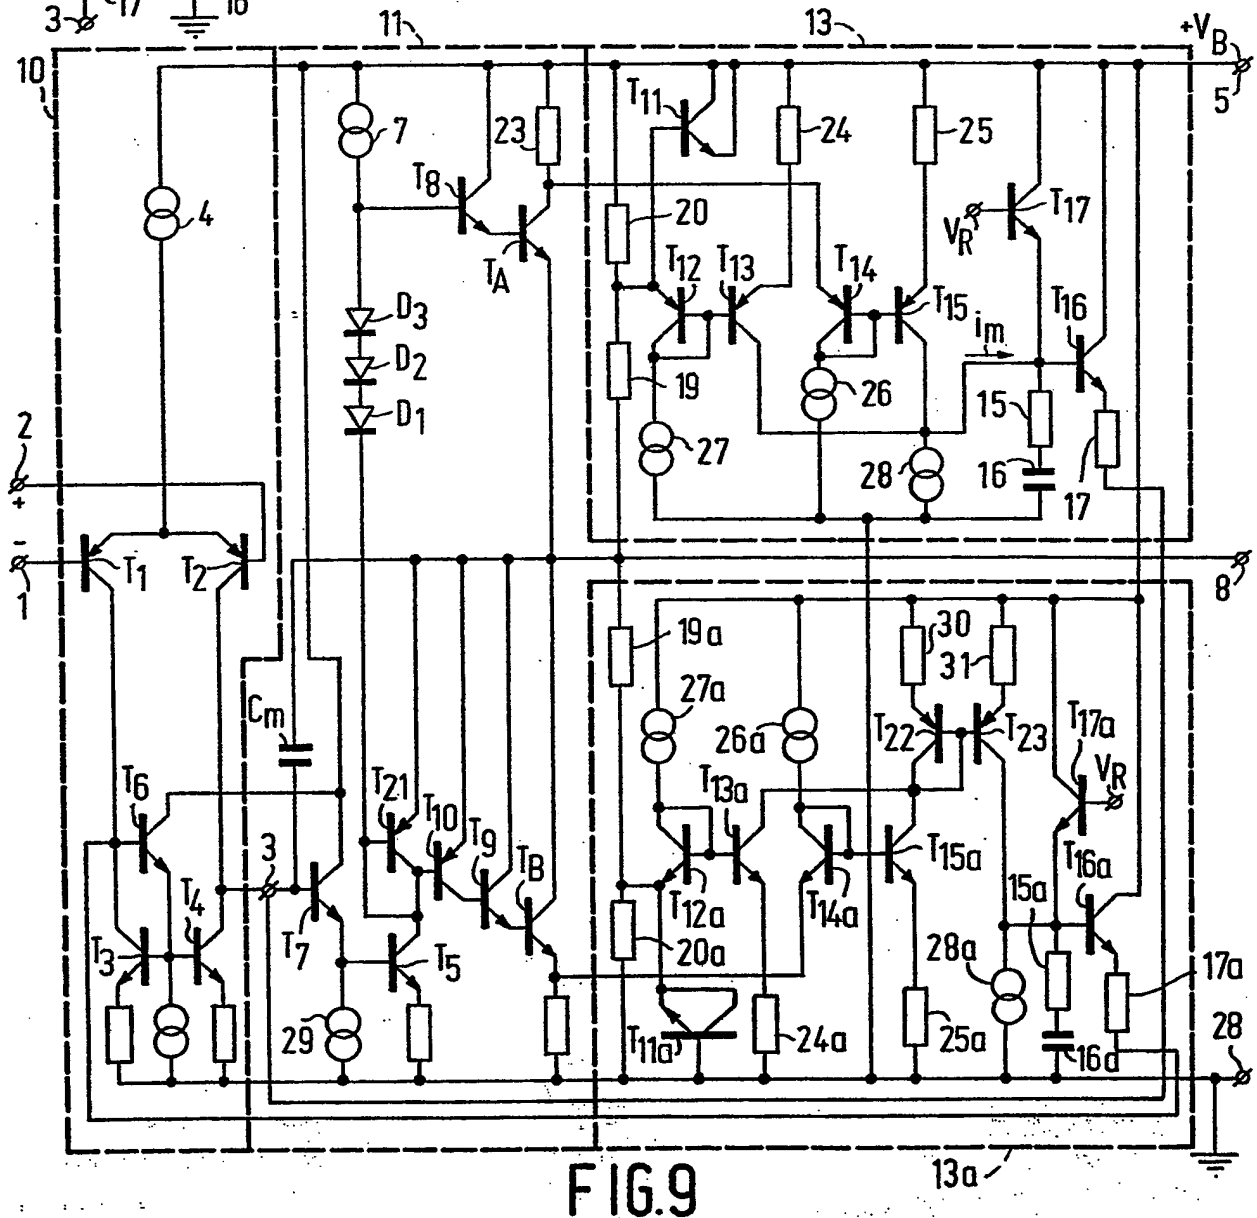 3 17 18
10 11 13 +VB
5
4 7 23 T11 24 25
T8 TA 20 T12 T13 T14 T15 VR T17 T16
D3
D2
D1
19 27 26 28 im 15 16 17
2
+
-
1
T1 T2 8
Cm 19a 27a 26a 30 31
T22 T23 T17a VR
T6 T21 T10 T9 TB T13a
T12a T14a T15a T16a
3 T4 T3 T7 T5 20a 15a 28a 17a
29 T11a 24a 25a 16a 28
13a
FIG.9